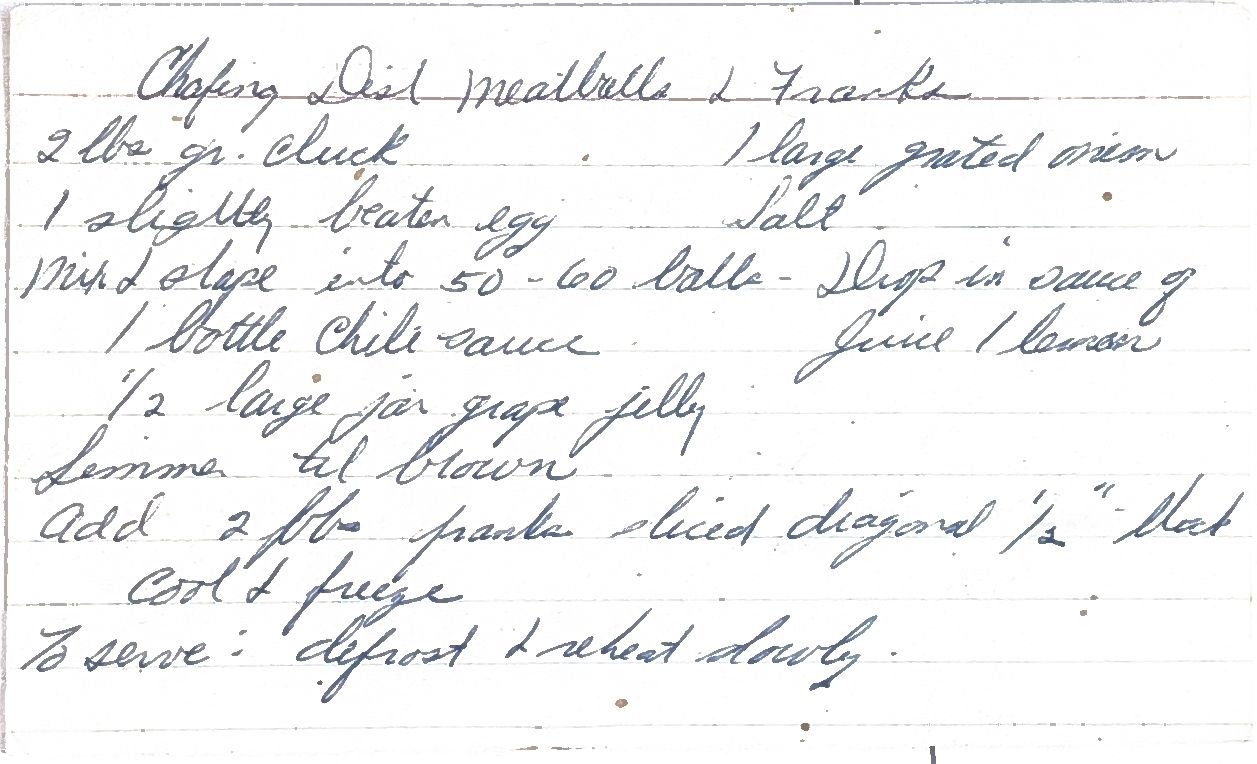 Chafing Dish Meatballs & Franks
2 lbs gr. chuck 1 large grated onion
1 slightly beaten egg Salt
Mix & shape into 50-60 balls - Drop in sauce of
1 bottle Chili sauce Juice 1 lemon
1/2 large jar grape jelly
Simmer til brown
Add 2 lbs franks sliced diagonal 1/2"
Cool & freeze
To serve: defrost & reheat slowly.